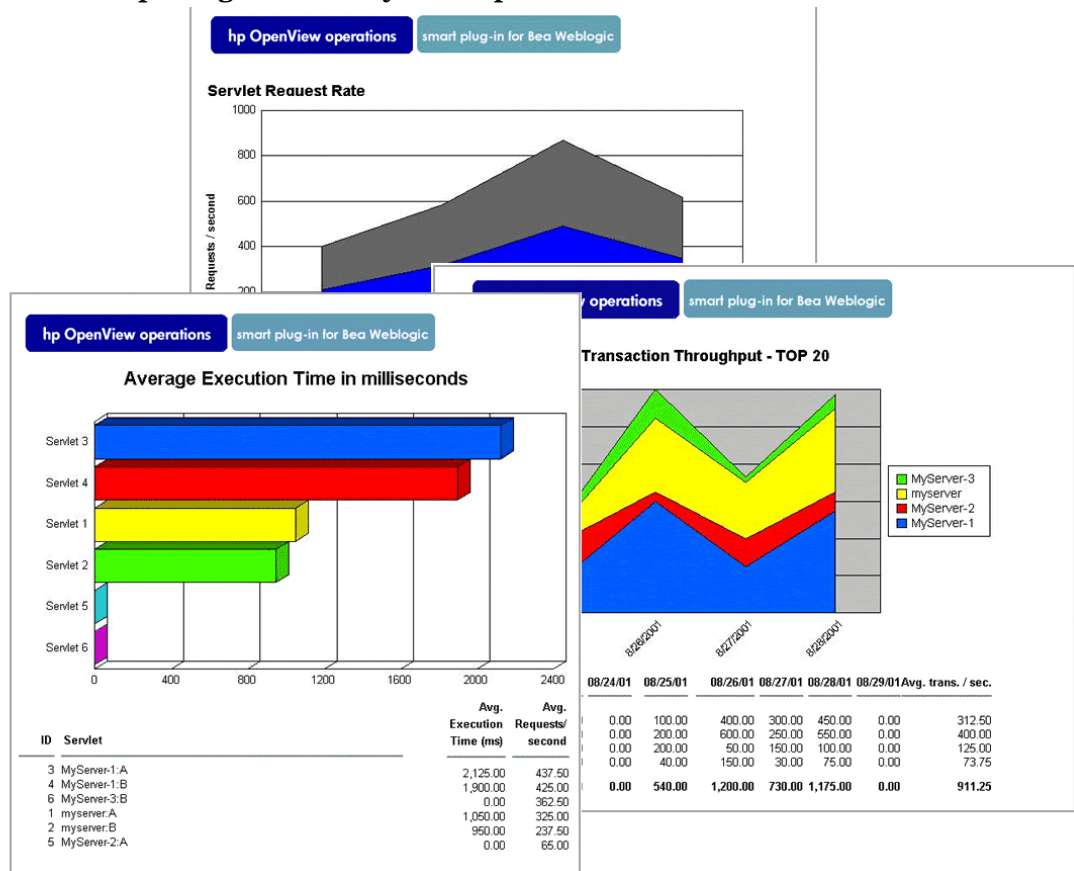 hp OpenView operations smart plug-in for Bea Weblogic
Servlet Request Rate
1000
800
600
400
200
Requests / second
operations smart plug-in for Bea Weblogic
Transaction Throughput - TOP 20
MyServer-3
myserver
MyServer-2
MyServer-1
8/26/2001 8/27/2001 8/28/2001
08/24/01 08/25/01 08/26/01 08/27/01 08/28/01 08/29/01 Avg. trans. / sec.
0.00 100.00 400.00 300.00 450.00 0.00 312.50
0.00 200.00 600.00 250.00 550.00 0.00 400.00
0.00 200.00 50.00 150.00 100.00 0.00 125.00
0.00 40.00 150.00 30.00 75.00 0.00 73.75
0.00 540.00 1,200.00 730.00 1,175.00 0.00 911.25
hp OpenView operations smart plug-in for Bea Weblogic
Average Execution Time in milliseconds
Servlet 3
Servlet 4
Servlet 1
Servlet 2
Servlet 5
Servlet 6
0 400 800 1200 1600 2000 2400
ID Servlet Avg. Execution Time (ms) Avg. Requests/ second
3 MyServer-1:A 2,125.00 437.50
4 MyServer-1:B 1,900.00 425.00
6 MyServer-3:B 0.00 362.50
1 myserver:A 1,050.00 325.00
2 myserver:B 950.00 237.50
5 MyServer-2:A 0.00 65.00